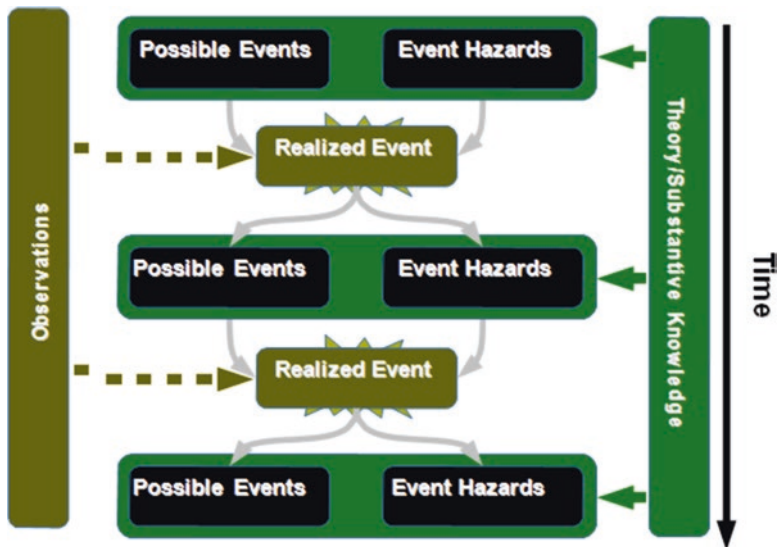 Possible Events
Event Hazards
Realized Event
Possible Events
Event Hazards
Realized Event
Possible Events
Event Hazards
Observations
Theory/Substantive Knowledge
Time